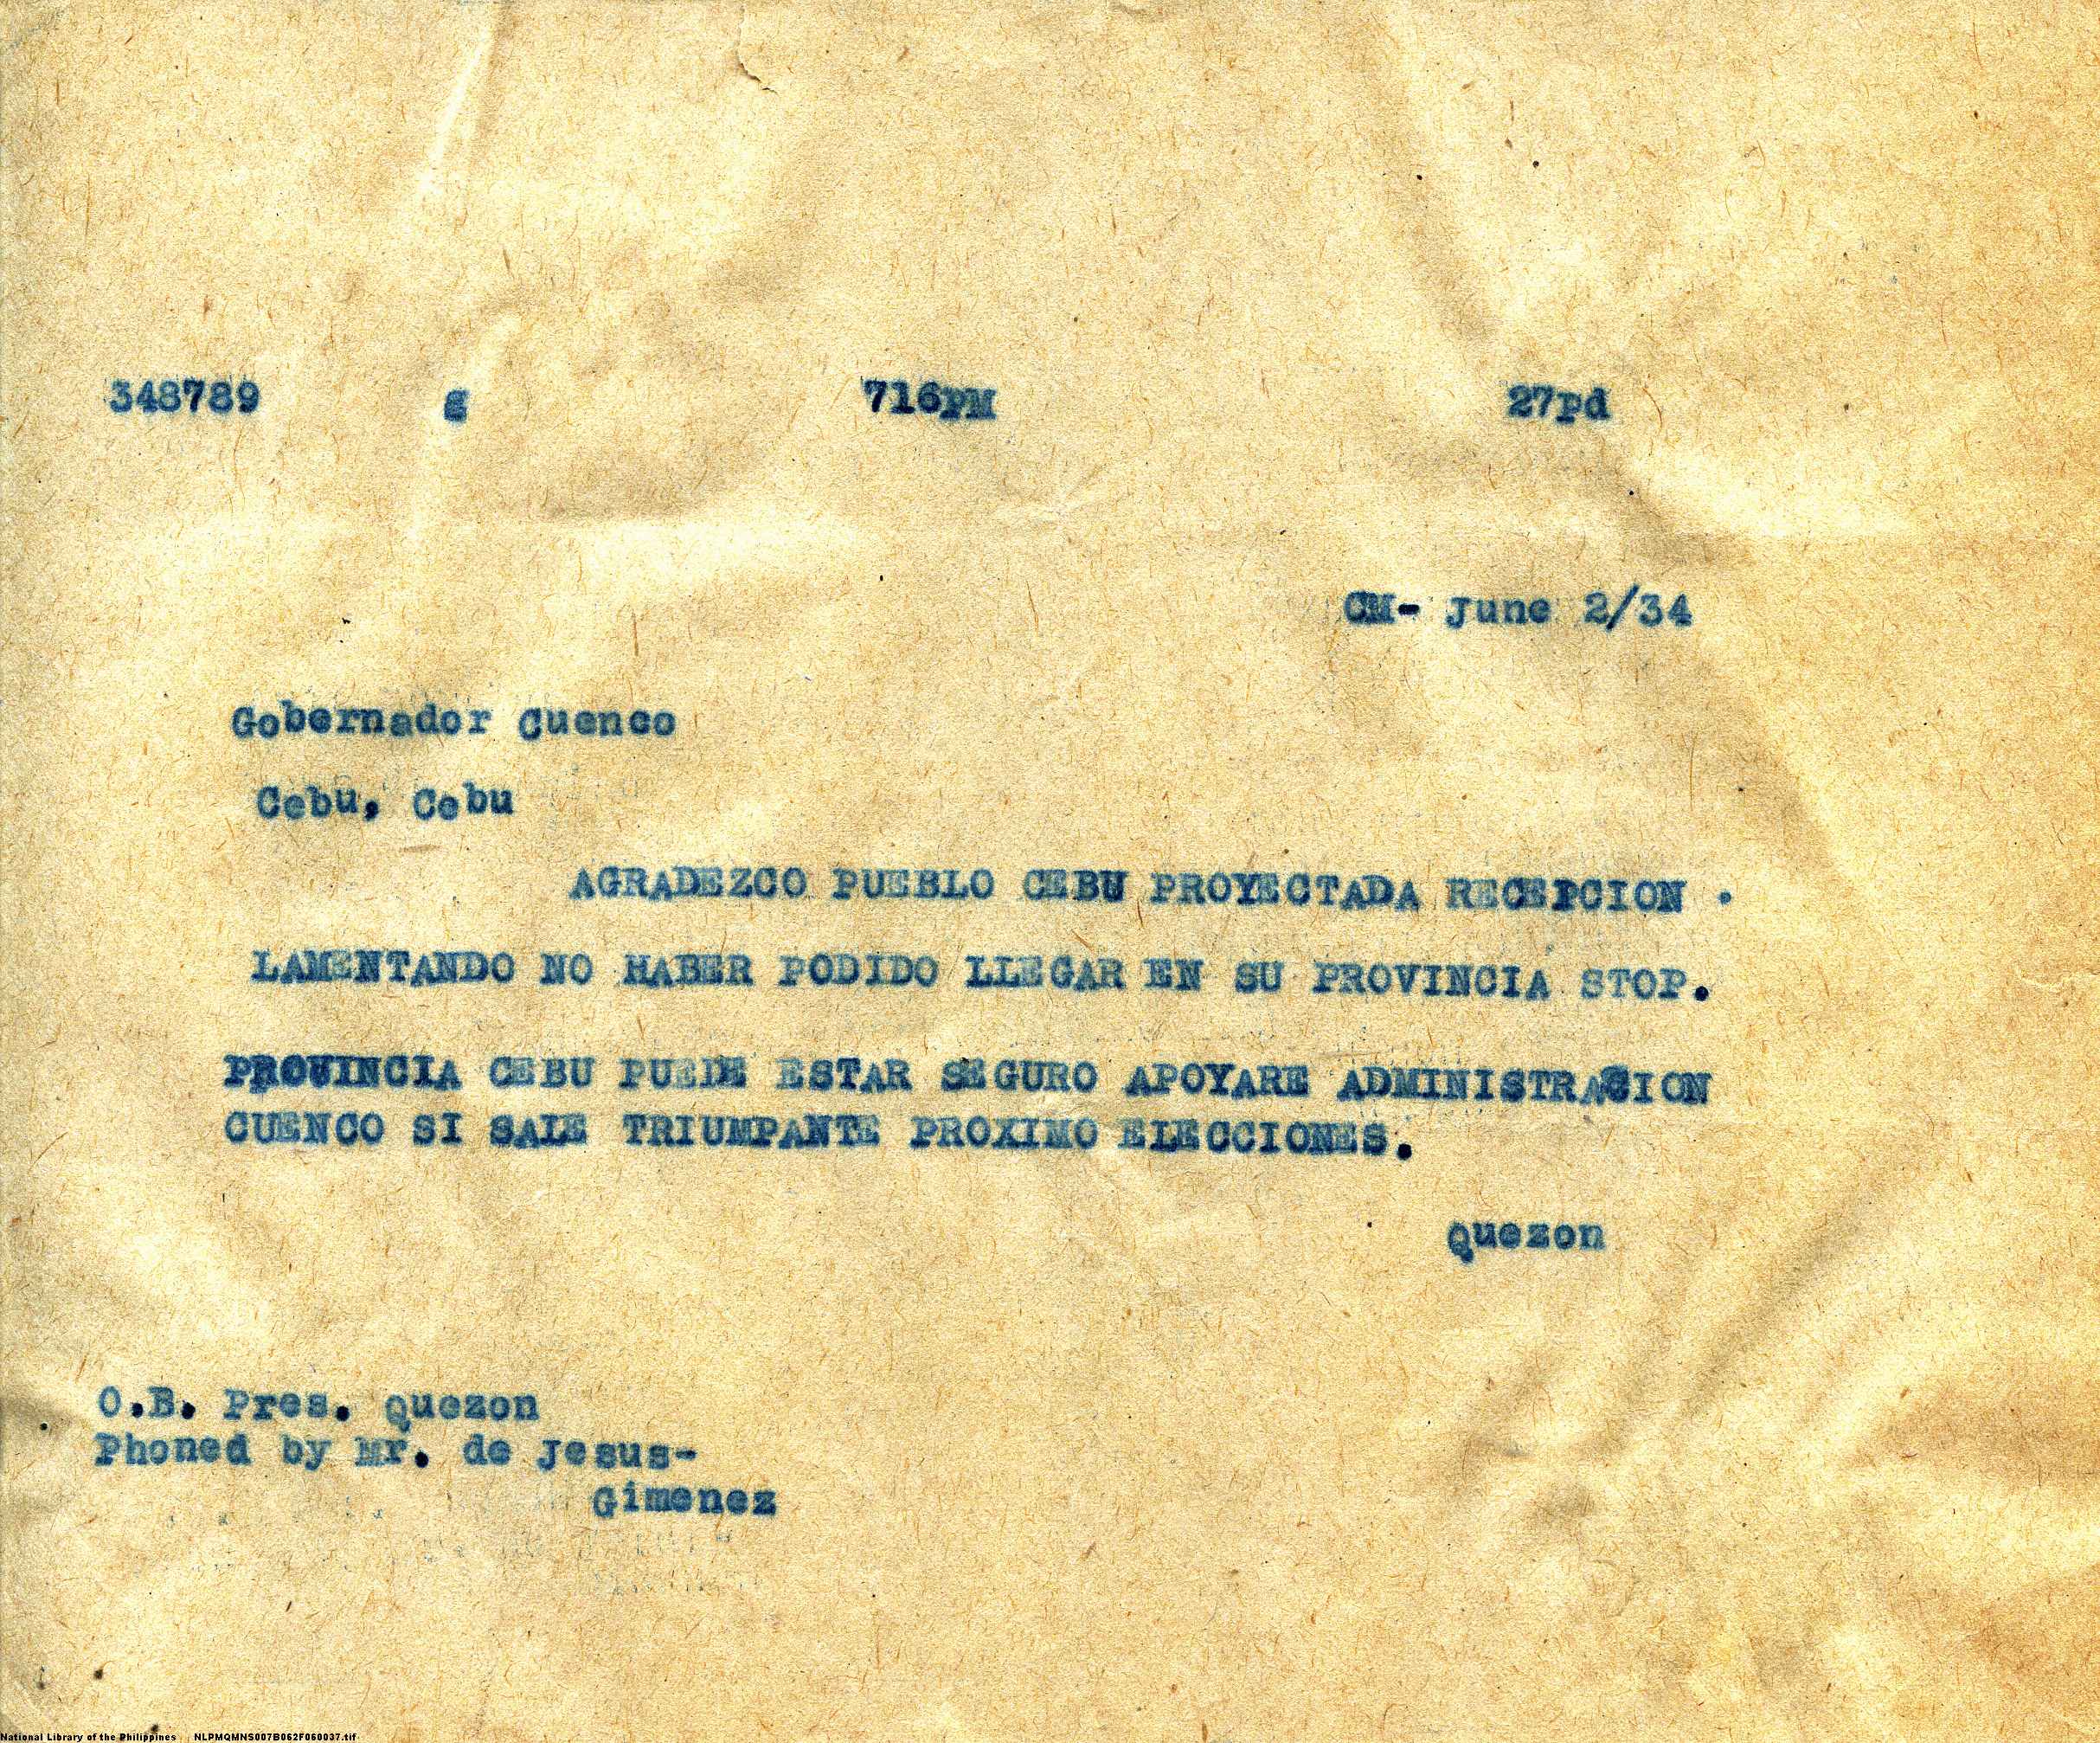 348789 g 716PM 27pd
CM- June 2/34
Gobernador Cuenco
Cebu, Cebu
AGRADEZCO PUEBLO CEBU PROYECTADA RECEPCION .
LAMENTANDO NO HABER PODIDO LLEGAR EN SU PROVINCIA STOP.
PROVINCIA CEBU PUEDE ESTAR SEGURO APOYARE ADMINISTRACION
CUENCO SI SALE TRIUMPANTE PROXIMO ELECCIONES.
Quezon
O.B. Pres. Quezon
Phoned by Mr. de Jesus-
Gimenez
National Library of the Philippines NLPMQMNS007B062F060037.tif